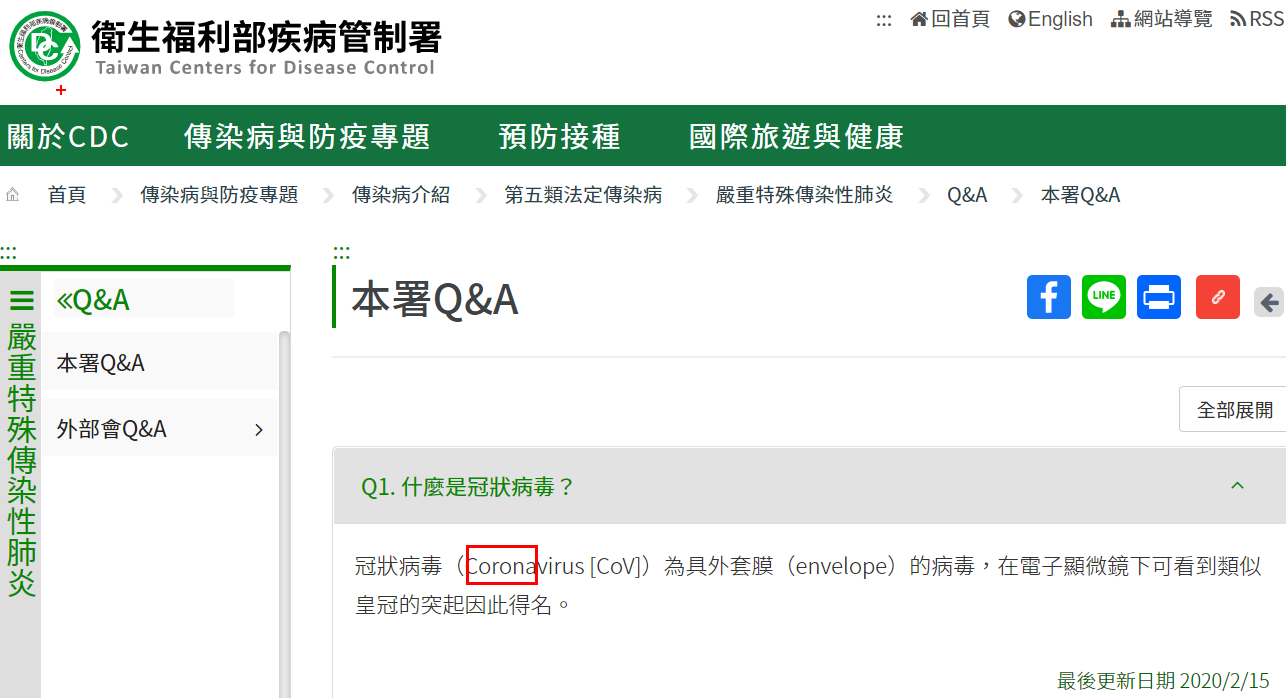 衛生福利部疾病管制署
Taiwan Centers for Disease Control
::: 回首頁 English 網站導覽 RSS
關於CDC 傳染病與防疫專題 預防接種 國際旅遊與健康
首頁 傳染病與防疫專題 傳染病介紹 第五類法定傳染病 嚴重特殊傳染性肺炎 Q&A 本署Q&A
:::
嚴重特殊傳染性肺炎
«Q&A
本署Q&A
外部會Q&A
:::
本署Q&A
LINE
全部展開
Q1. 什麼是冠狀病毒？
冠狀病毒（Coronavirus [CoV]）為具外套膜（envelope）的病毒，在電子顯微鏡下可看到類似
皇冠的突起因此得名。
最後更新日期 2020/2/15